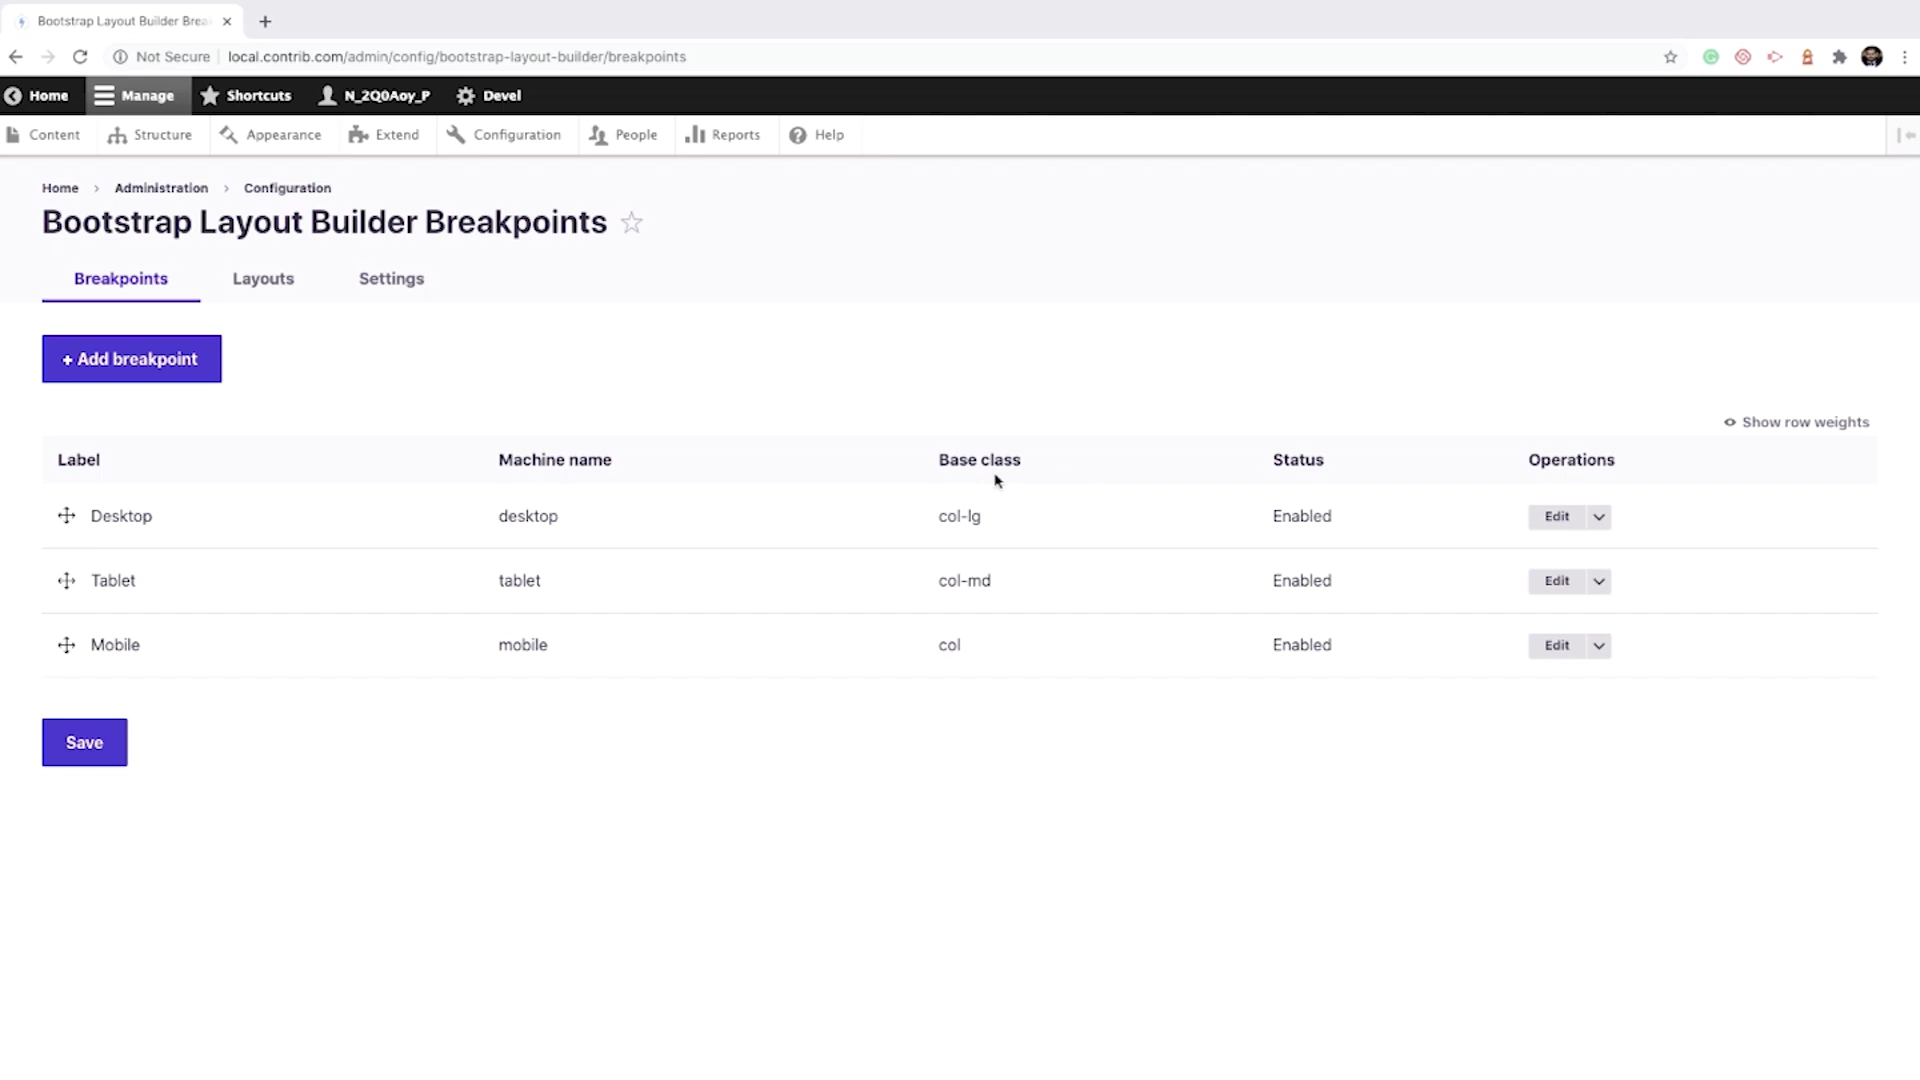 Bootstrap Layout Builder Brea
Not Secure local.contrib.com/admin/config/bootstrap-layout-builder/breakpoints
Home Manage Shortcuts N_2Q0Aoy_P Devel
Content Structure Appearance Extend Configuration People Reports Help
Home › Administration › Configuration
Bootstrap Layout Builder Breakpoints
Breakpoints Layouts Settings
+ Add breakpoint
Show row weights
Label Machine name Base class Status Operations
Desktop desktop col-lg Enabled Edit
Tablet tablet col-md Enabled Edit
Mobile mobile col Enabled Edit
Save